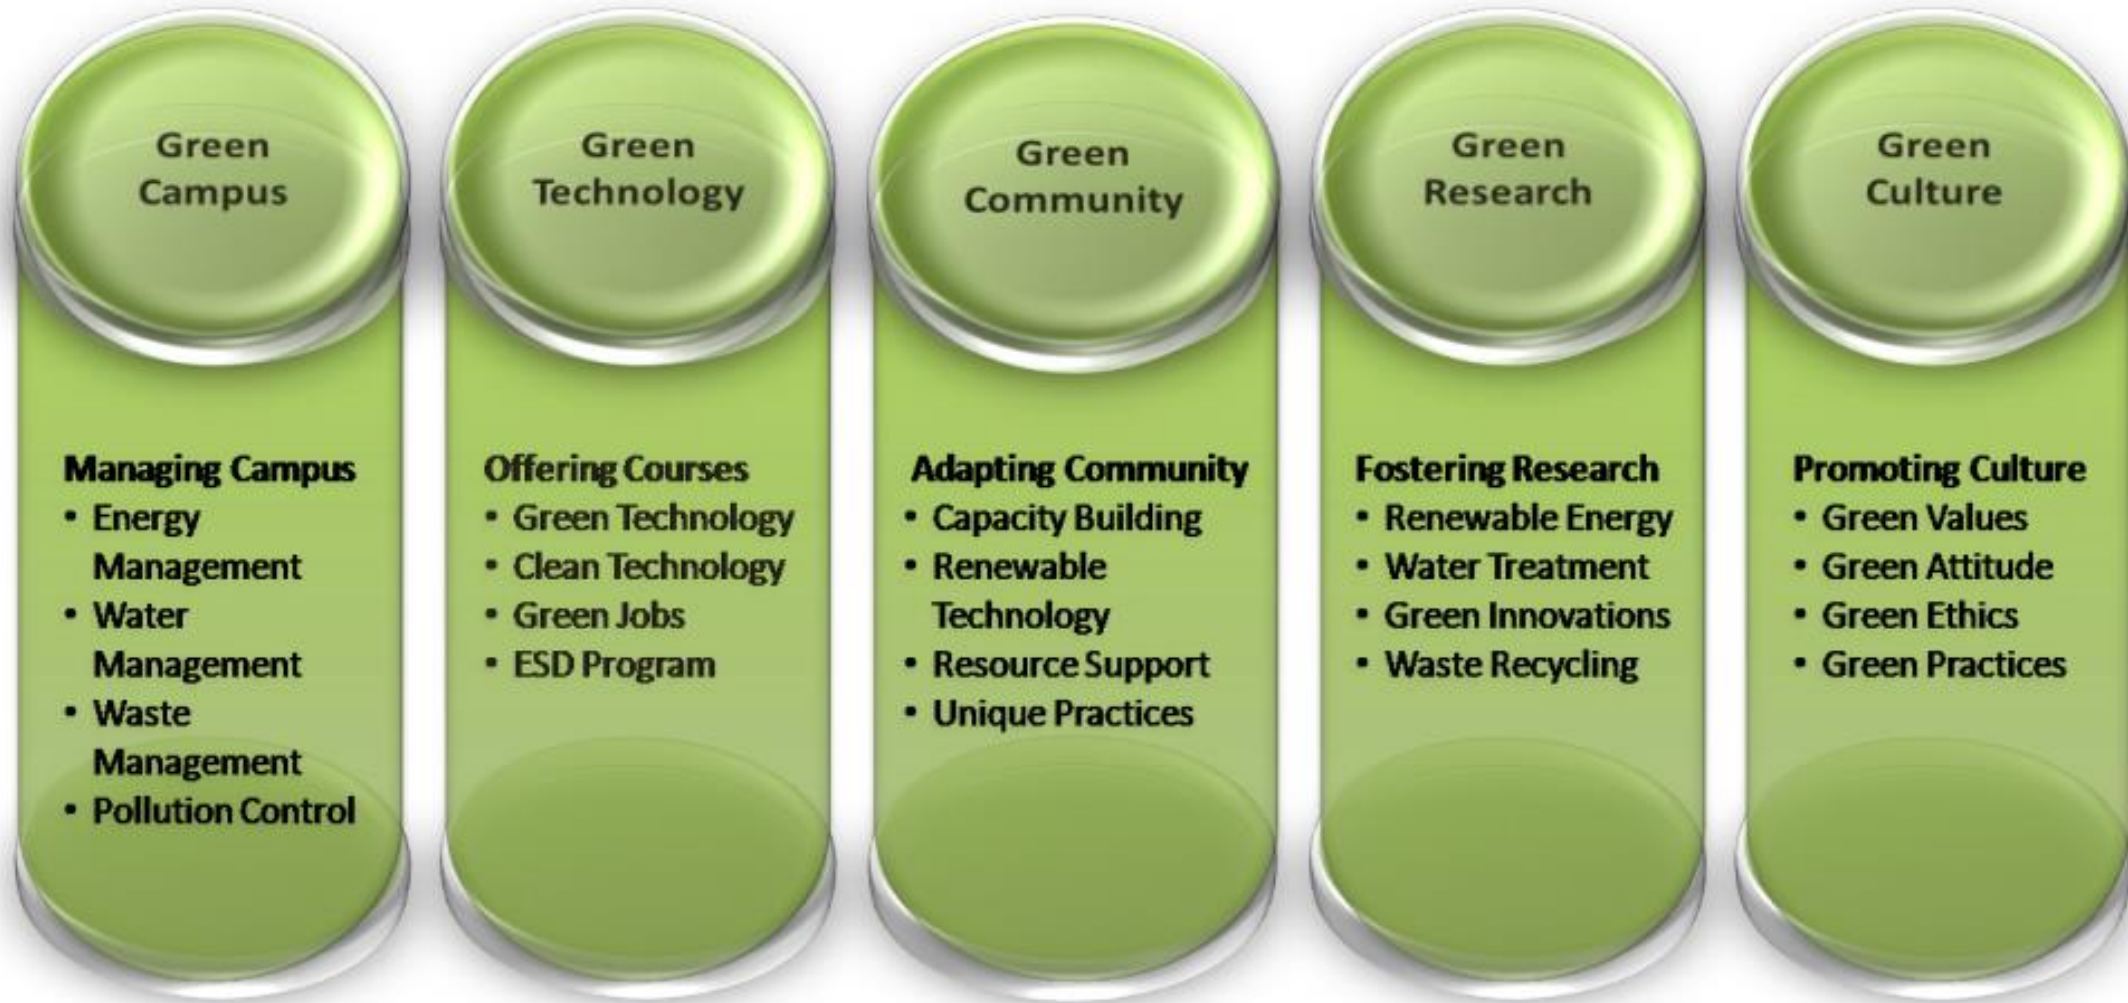 Green
Campus
Managing Campus
• Energy
Management
• Water
Management
• Waste
Management
• Pollution Control
Green
Technology
Offering Courses
• Green Technology
• Clean Technology
• Green Jobs
• ESD Program
Green
Community
Adapting Community
• Capacity Building
• Renewable
Technology
• Resource Support
• Unique Practices
Green
Research
Fostering Research
• Renewable Energy
• Water Treatment
• Green Innovations
• Waste Recycling
Green
Culture
Promoting Culture
• Green Values
• Green Attitude
• Green Ethics
• Green Practices